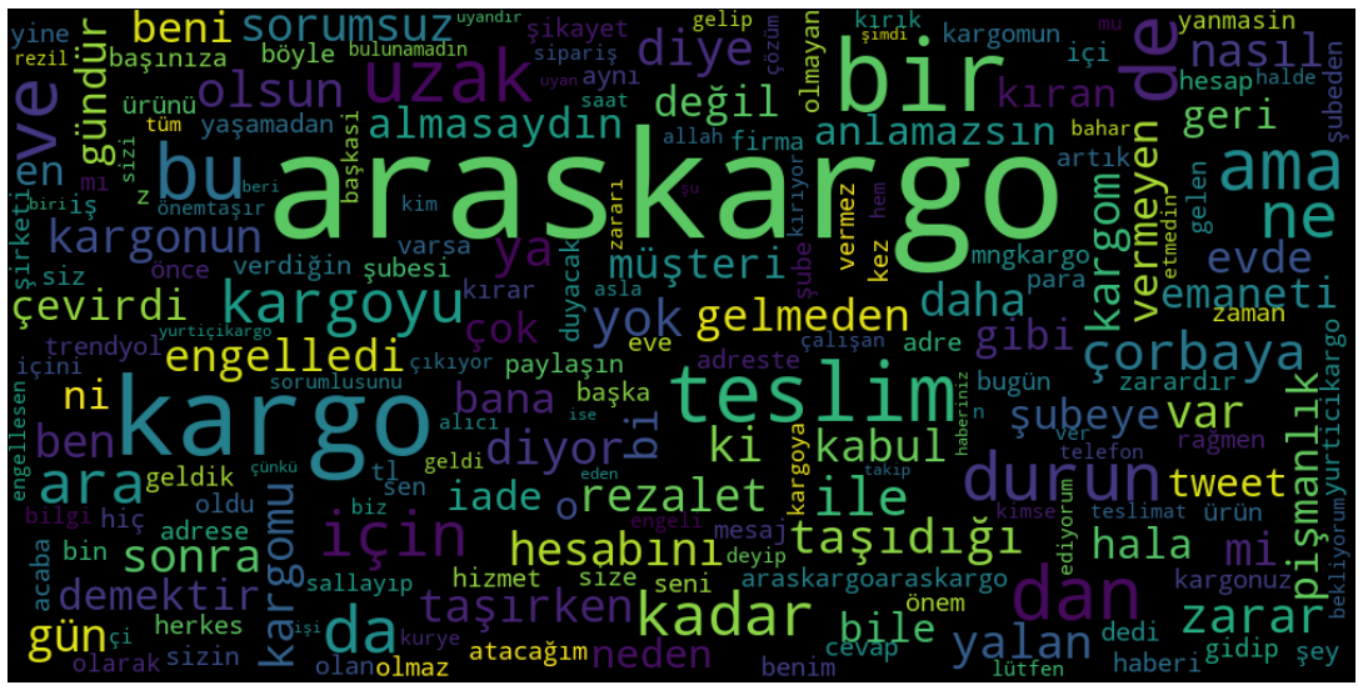 yine beni sorumsuz uyandır gelip kırık mu yanmasin
rezil başınıza böyle bulunamadın şikayet diye çözüm şimdi kargomun içi nasıl
ve gündür ürünü olsun uzak sipariş uyan aynı olmayan bir kıran de hesap halde şubeden
tüm yaşamadan saat değil geri
sizi almasaydın allah firma anlamazsın bahar
en mı bu başkasi araskargo artık vermeyen gelen ama
biri iş z beri önemtaşır kim zararı şu kırıyor vermez hem ne
şirketi kargonun varsa ya müşteri kargom etmedin evde
siz önce verdiğin şubesi duyacak şube kez mngkargo
çevirdi kargoyu kırar asla yok gelmeden daha para emaneti
yurtiçikargo çok zaman
trendyol engelledi çıkıyor paylaşın eve adreste çalışan adre gibi çorbaya
içini sorumlusunu başka teslim bugün zarardır yurticikargo
ni kargo bana ise haberiniz n şubeye var
ben alıcı diyor bi ki kabul ver telefon rağmen pişmanlık
engellesen çünkü tl geldi eden kargoya takip
ara geldik sen iade o rezalet ile durun tweet
bilgi hiç oldu kargomu biz engeli mesaj kimse teslimat ürün
acaba bin adrese için hesabını deyip taşıdığı ediyorum hala mi bekliyorum
sonra sallayıp hizmet size seni araskargoaraskargo dan kargonuz
demektir taşırken kadar önem zarar
gün çi herkes işi da kurye bile yalan dedi gidip şey
olarak sizin olan olmaz atacağım neden benim cevap lütfen haberi